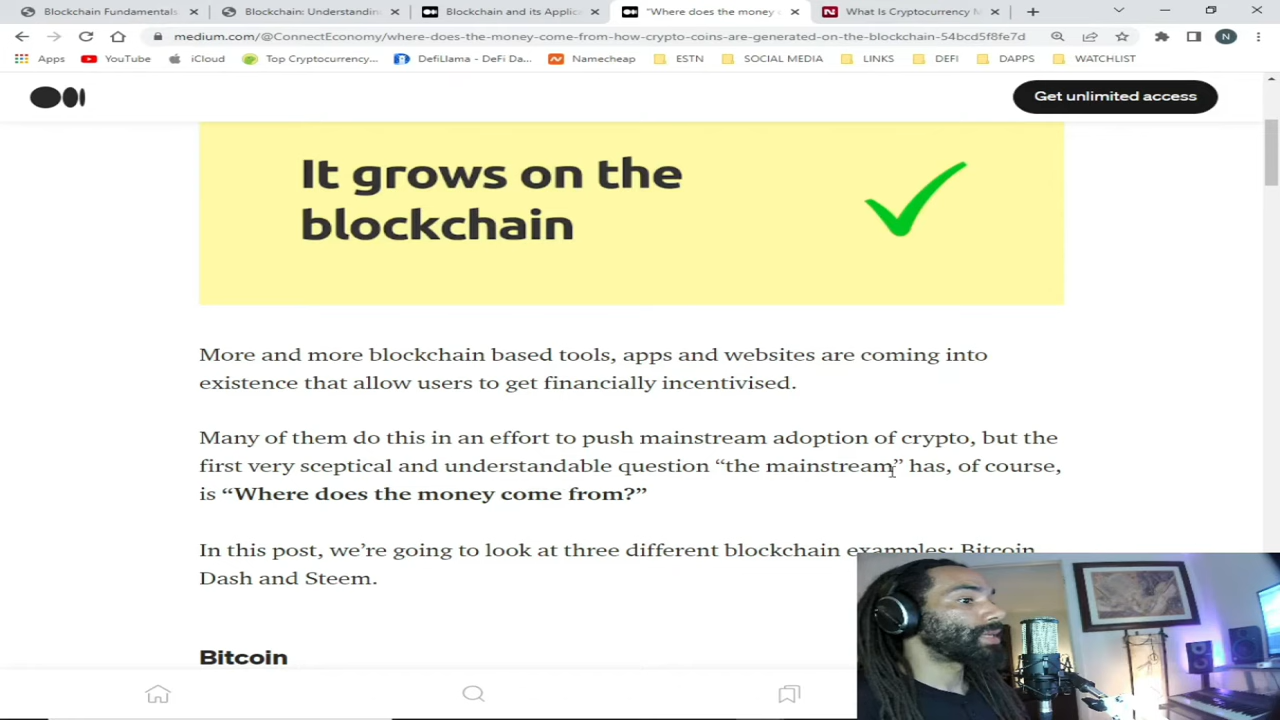 Blockchain Fundamentals
Blockchain: Understandin
Blockchain and its Applic
"Where does the money
What Is Cryptocurrency M
medium.com/@ConnectEconomy/where-does-the-money-come-from-how-crypto-coins-are-generated-on-the-blockchain-54bcd5f8fe7d
N
Apps
YouTube
iCloud
Top Cryptocurrency...
DefiLlama - DeFi Da...
Namecheap
ESTN
SOCIAL MEDIA
LINKS
DEFI
DAPPS
WATCHLIST
Get unlimited access
It grows on the
blockchain
More and more blockchain based tools, apps and websites are coming into
existence that allow users to get financially incentivised.
Many of them do this in an effort to push mainstream adoption of crypto, but the
first very sceptical and understandable question “the mainstream” has, of course,
is “Where does the money come from?”
In this post, we’re going to look at three different blockchain examples: Bitcoin
Dash and Steem.
Bitcoin